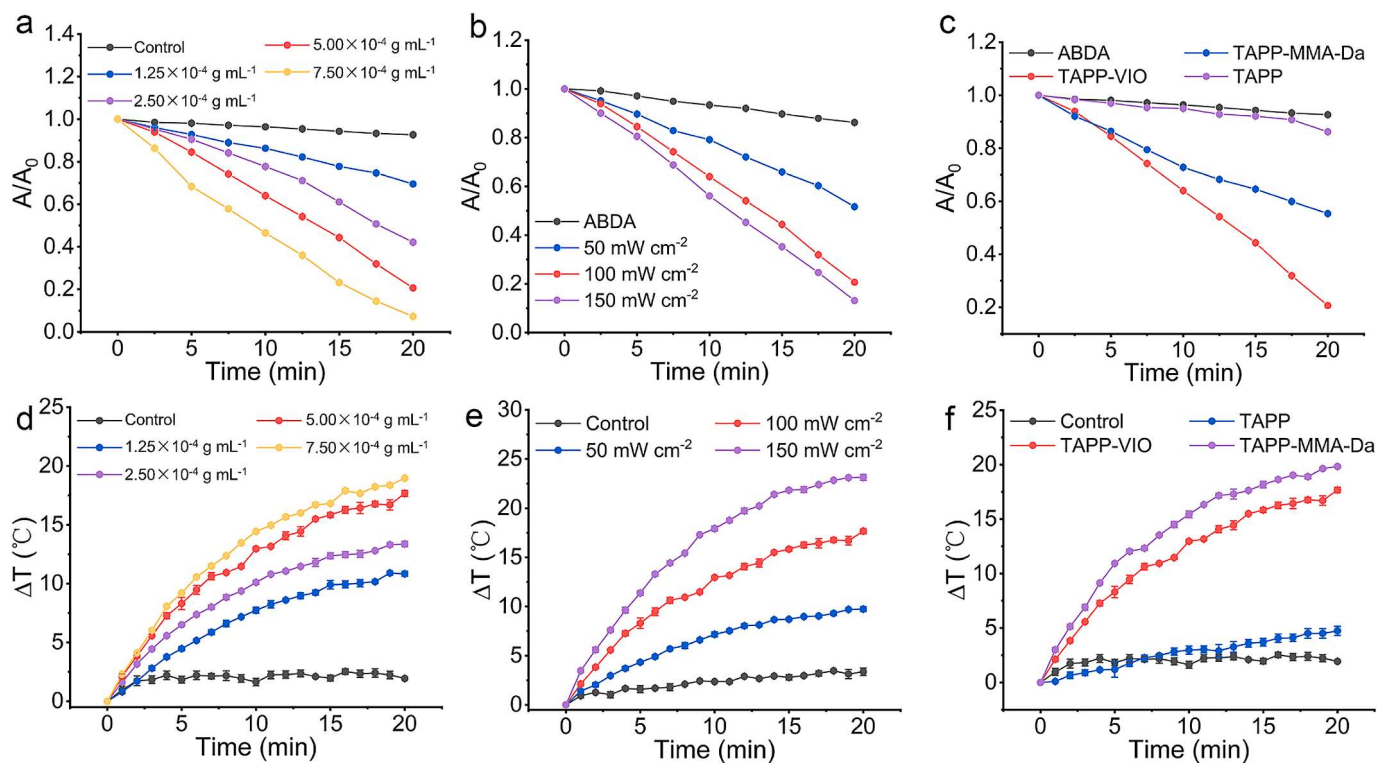 a
Control
1.25×10⁻⁴ g mL⁻¹
2.50×10⁻⁴ g mL⁻¹
5.00×10⁻⁴ g mL⁻¹
7.50×10⁻⁴ g mL⁻¹
1.4
1.2
1.0
0.8
0.6
0.4
0.2
0.0
A/A₀
0 5 10 15 20
Time (min)
b
1.2
1.0
0.8
0.6
0.4
0.2
0.0
A/A₀
ABDA
50 mW cm⁻²
100 mW cm⁻²
150 mW cm⁻²
0 5 10 15 20
Time (min)
c
ABDA
TAPP-VIO
TAPP-MMA-Da
TAPP
1.2
1.0
0.8
0.6
0.4
0.2
A/A₀
0 5 10 15 20
Time (min)
d
Control
1.25×10⁻⁴ g mL⁻¹
2.50×10⁻⁴ g mL⁻¹
5.00×10⁻⁴ g mL⁻¹
7.50×10⁻⁴ g mL⁻¹
25
20
15
10
5
0
ΔT (℃)
0 5 10 15 20
Time (min)
e
Control
50 mW cm⁻²
100 mW cm⁻²
150 mW cm⁻²
30
25
20
15
10
5
0
ΔT (℃)
0 5 10 15 20
Time (min)
f
Control
TAPP-VIO
TAPP
TAPP-MMA-Da
25
20
15
10
5
0
ΔT (℃)
0 5 10 15 20
Time (min)